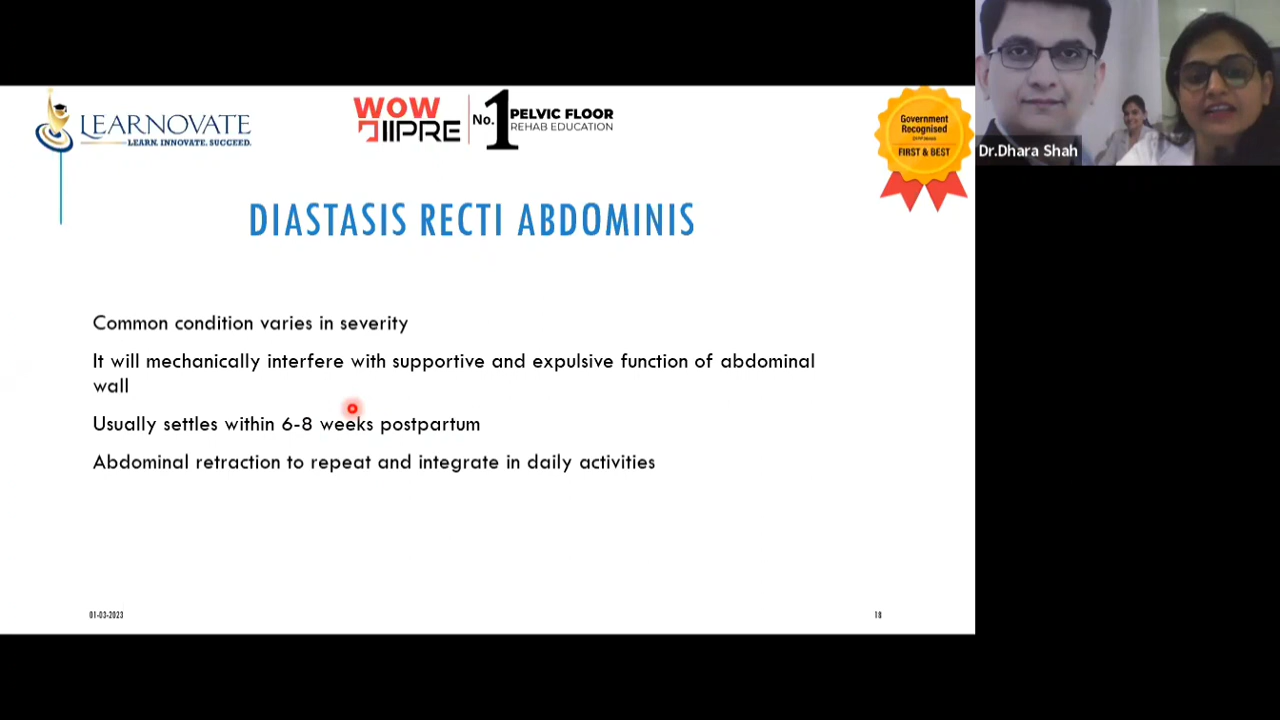 LEARNOVATE
LEARN. INNOVATE. SUCCEED.
WOW
IIPRE
No. 1 PELVIC FLOOR
REHAB EDUCATION
Government
Recognised
FIRST & BEST
Dr.Dhara Shah
DIASTASIS RECTI ABDOMINIS
Common condition varies in severity
It will mechanically interfere with supportive and expulsive function of abdominal
wall
Usually settles within 6-8 weeks postpartum
Abdominal retraction to repeat and integrate in daily activities
01-03-2023
18